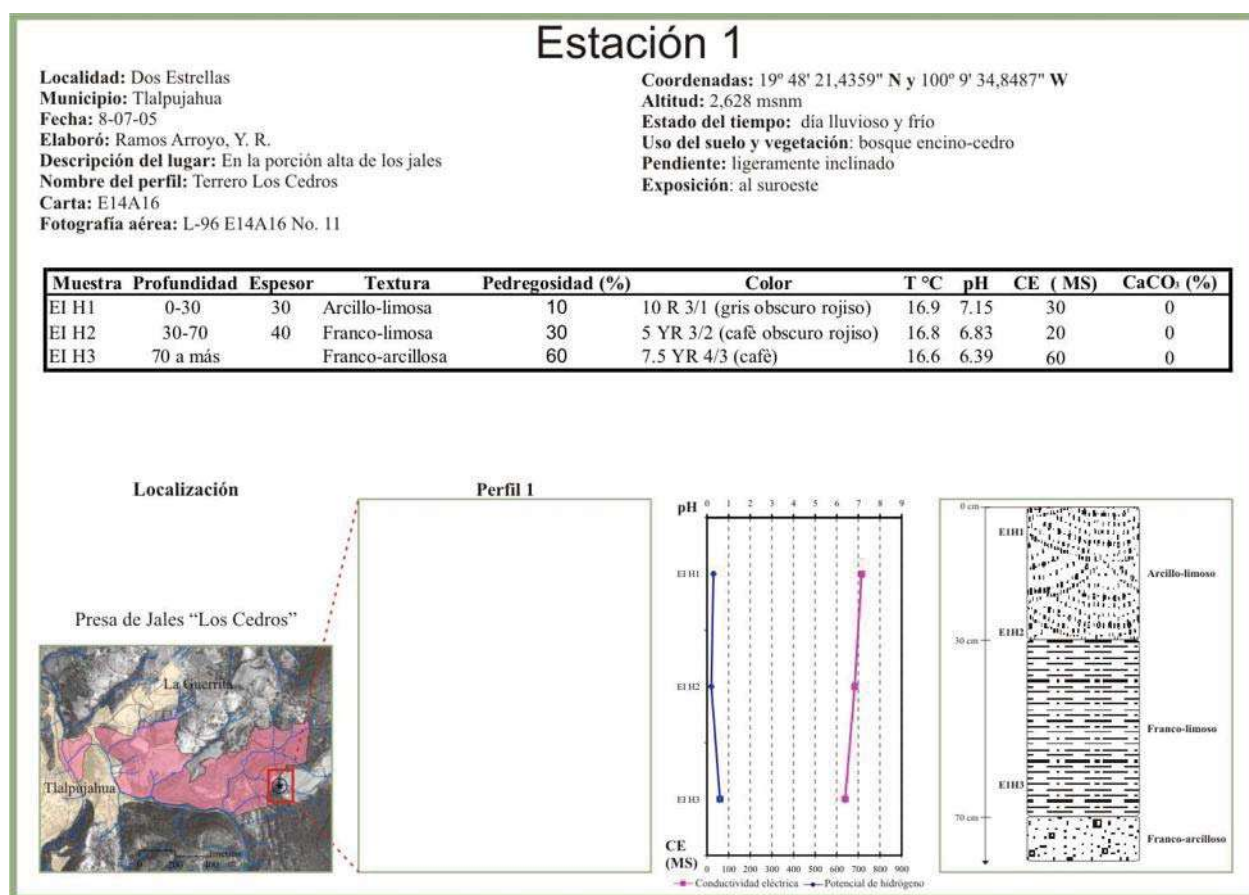 Estación 1
Localidad: Dos Estrellas
Municipio: Tlalpujahua
Fecha: 8-07-05
Elaboró: Ramos Arroyo, Y. R.
Descripción del lugar: En la porción alta de los jales
Nombre del perfil: Terrero Los Cedros
Carta: E14A16
Fotografía aérea: L-96 E14A16 No. 11
Coordenadas: 19º 48' 21,4359" N y 100º 9' 34,8487" W
Altitud: 2,628 msnm
Estado del tiempo: día lluvioso y frío
Uso del suelo y vegetación: bosque encino-cedro
Pendiente: ligeramente inclinado
Exposición: al suroeste
Muestra Profundidad Espesor Textura Pedregosidad (%) Color T °C pH CE ( MS) CaCO₃ (%)
EI H1 0-30 30 Arcillo-limosa 10 10 R 3/1 (gris obscuro rojiso) 16.9 7.15 30 0
EI H2 30-70 40 Franco-limosa 30 5 YR 3/2 (cafè obscuro rojiso) 16.8 6.83 20 0
EI H3 70 a más Franco-arcillosa 60 7.5 YR 4/3 (cafè) 16.6 6.39 60 0
Localización
Presa de Jales “Los Cedros”
La Guerrita
Tlalpujahua
0 200 400
Perfil 1
pH 0 1 2 3 4 5 6 7 8 9
EI H1
EI H2
EI H3
CE
(MS) 0 100 200 300 400 500 600 700 800 900
Conductividad eléctrica Potencial de hidrógeno
0 cm
E1H1
Arcillo-limoso
E1H2
30 cm
Franco-limoso
E1H3
70 cm
Franco-arcilloso